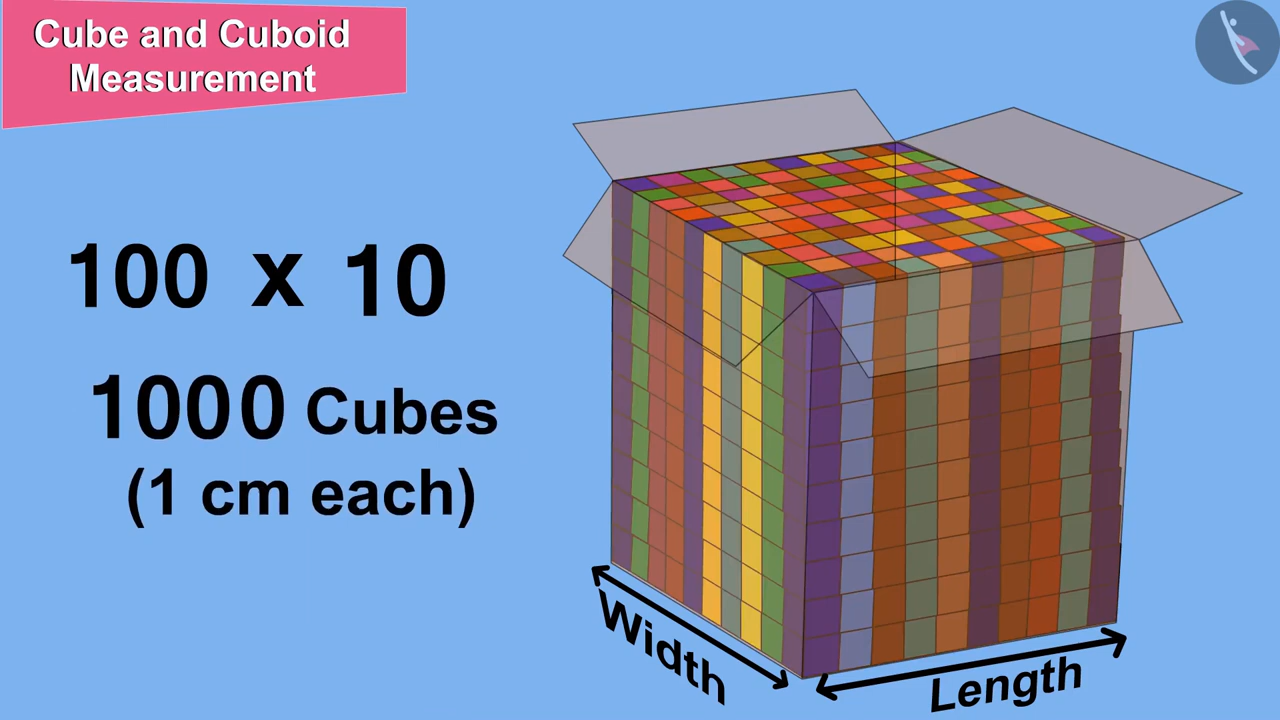 Cube and Cuboid
Measurement
100 x 10
1000 Cubes
(1 cm each)
Width
Length